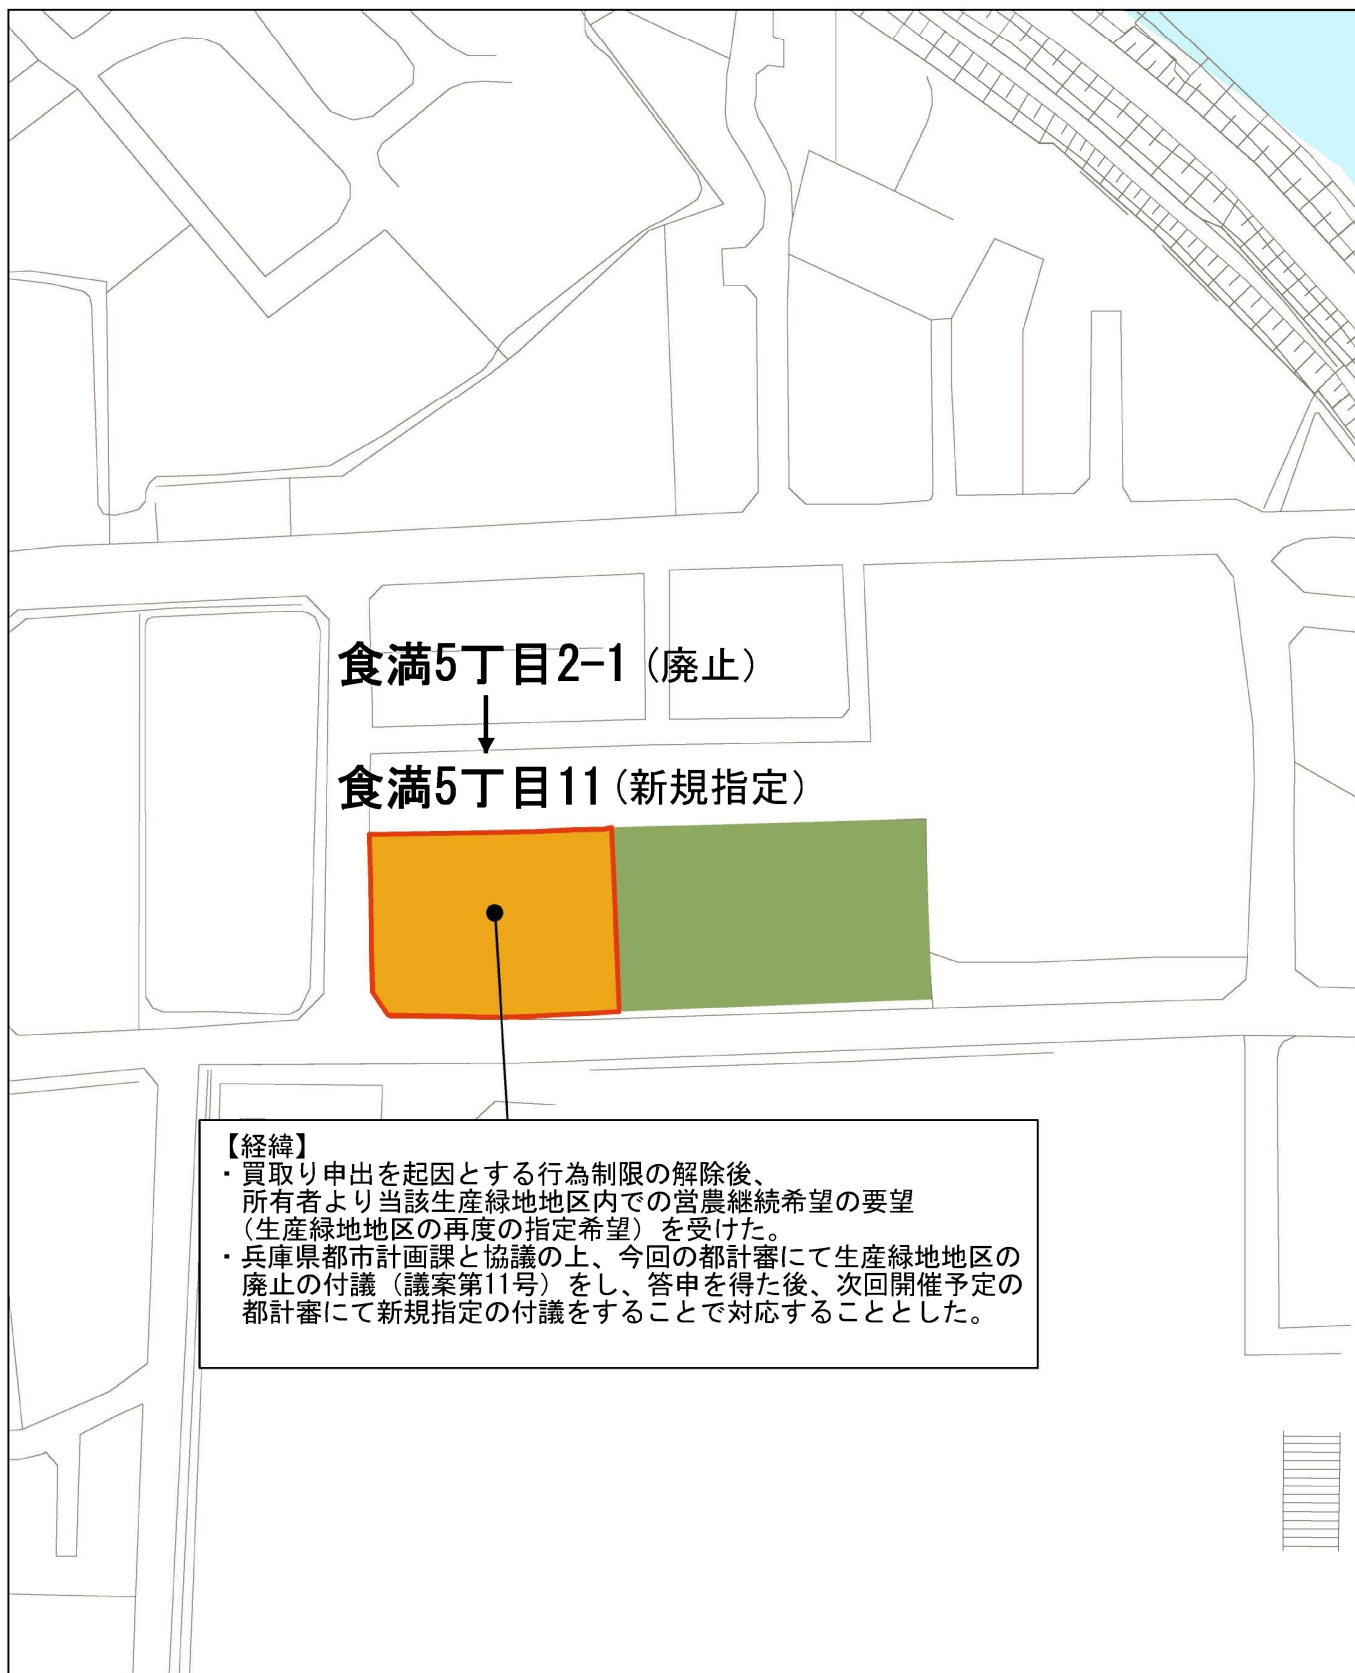 食満5丁目2-1（廃止）
食満5丁目11（新規指定）
【経緯】
・買取り申出を起因とする行為制限の解除後、
所有者より当該生産緑地地区内での営農継続希望の要望
（生産緑地地区の再度の指定希望）を受けた。
・兵庫県都市計画課と協議の上、今回の都計審にて生産緑地地区の
廃止の付議（議案第11号）をし、答申を得た後、次回開催予定の
都計審にて新規指定の付議をすることで対応することとした。